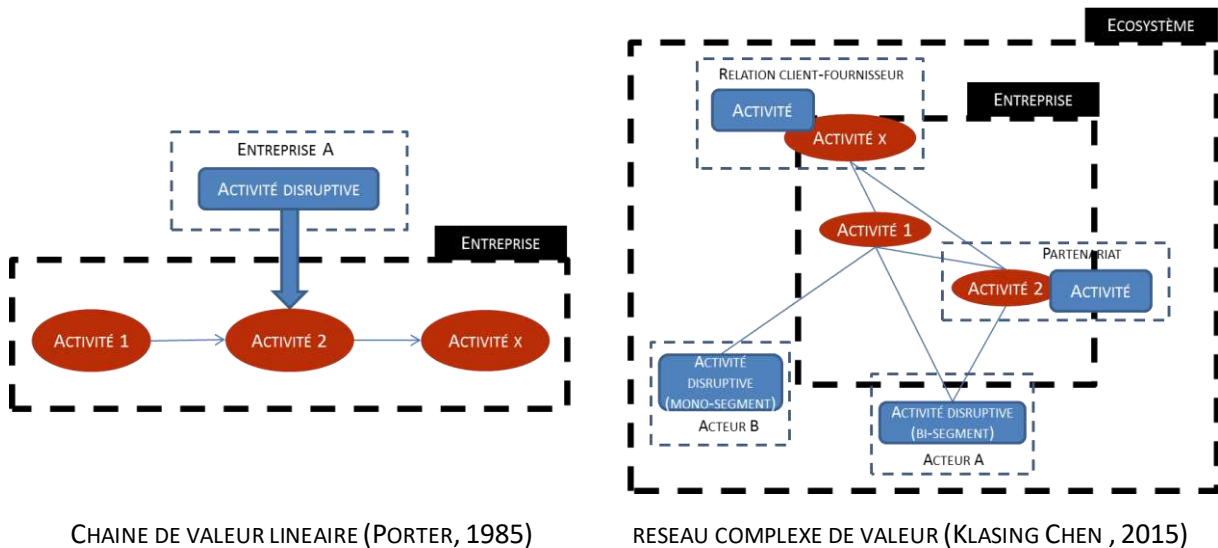 ENTREPRISE A
ACTIVITÉ DISRUPTIVE
ENTREPRISE
ACTIVITÉ 1
ACTIVITÉ 2
ACTIVITÉ X
CHAINE DE VALEUR LINEAIRE (PORTER, 1985)
ECOSYSTÈME
RELATION CLIENT-FOURNISSEUR
ACTIVITÉ
ACTIVITÉ X
ENTREPRISE
ACTIVITÉ 1
PARTENARIAT
ACTIVITÉ 2
ACTIVITÉ
ACTIVITÉ
DISRUPTIVE
(MONO-SEGMENT)
ACTEUR B
ACTIVITÉ DISRUPTIVE
(BI-SEGMENT)
ACTEUR A
RESEAU COMPLEXE DE VALEUR (KLASING CHEN , 2015)